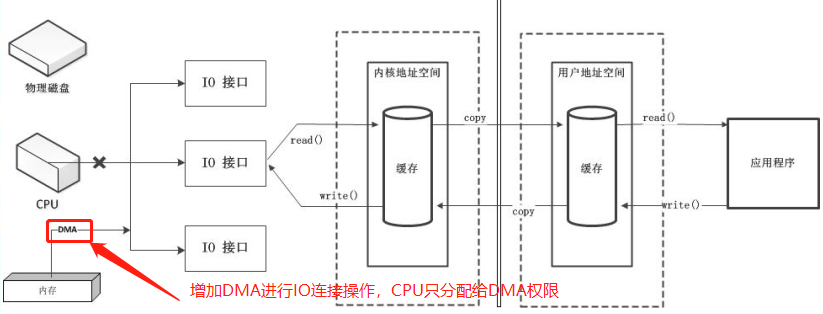 物理磁盘
CPU
DMA
内存
IO 接口
IO 接口
IO 接口
read()
write()
内核地址空间
缓存
copy
copy
用户地址空间
缓存
read()
write()
应用程序
增加DMA进行IO连接操作，CPU只分配给DMA权限